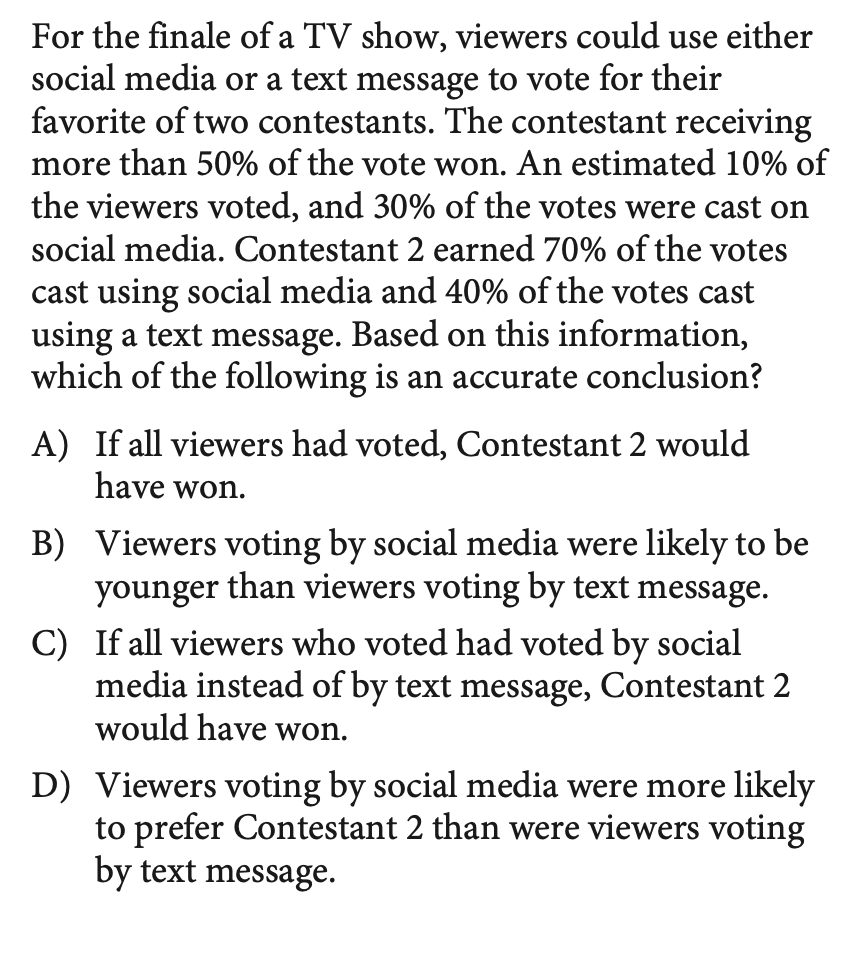 For the finale of a TV show, viewers could use either
social media or a text message to vote for their
favorite of two contestants. The contestant receiving
more than 50% of the vote won. An estimated 10% of
the viewers voted, and 30% of the votes were cast on
social media. Contestant 2 earned 70% of the votes
cast using social media and 40% of the votes cast
using a text message. Based on this information,
which of the following is an accurate conclusion?
A) If all viewers had voted, Contestant 2 would
have won.
B) Viewers voting by social media were likely to be
younger than viewers voting by text message.
C) If all viewers who voted had voted by social
media instead of by text message, Contestant 2
would have won.
D) Viewers voting by social media were more likely
to prefer Contestant 2 than were viewers voting
by text message.